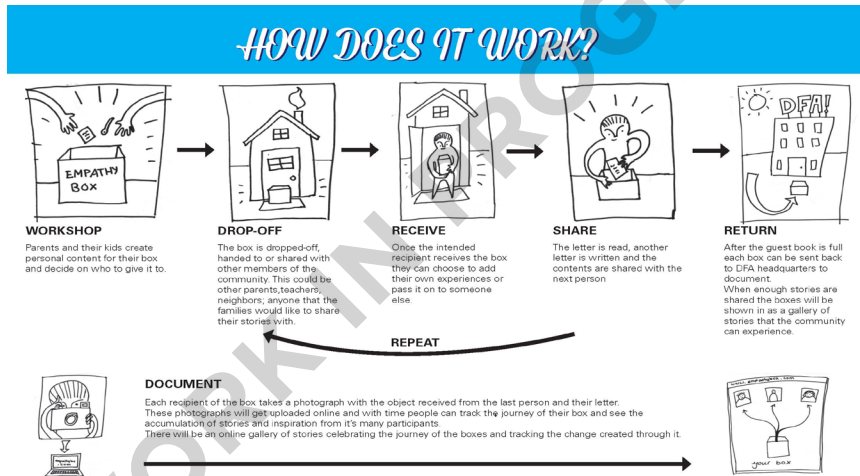 HOW DOES IT WORK?
EMPATHY
BOX
DFA!
WORKSHOP
Parents and their kids create
personal content for their box
and decide on who to give it to.
DROP-OFF
The box is dropped-off,
handed to or shared with
other members of the
community. This could be
other parents,teachers,
neighbors; anyone that the
families would like to share
their stories with.
RECEIVE
Once the intended
recipient receives the box
they can choose to add
their own experiences or
pass it on to someone
else.
SHARE
The letter is read, another
letter is written and the
contents are shared with the
next person
RETURN
After the guest book is full
each box can be sent back
to DFA headquarters to
document.
When enough stories are
shared the boxes will be
shown in as a gallery of
stories that the community
can experience.
REPEAT
DOCUMENT
Each recipient of the box takes a photograph with the object received from the last person and their letter.
These photographs will get uploaded online and with time people can track the journey of their box and see the
accumulation of stories and inspiration from it's many participants
There will be an online gallery of stories celebrating the journey of the boxes and tracking the change created through it.
your box
WORK IN PROGRE